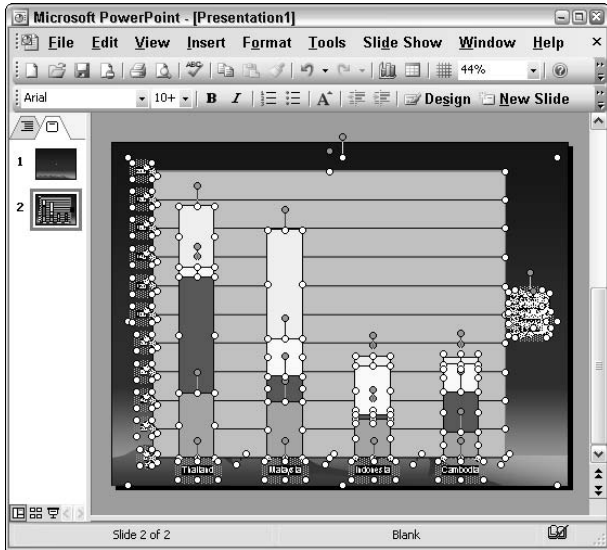 Microsoft PowerPoint - [Presentation1]
File Edit View Insert Format Tools Slide Show Window Help
44%
Arial 10+ B I A Design New Slide
1
2
Thailand Malaysia Indonesia Cambodia
Slide 2 of 2 Blank